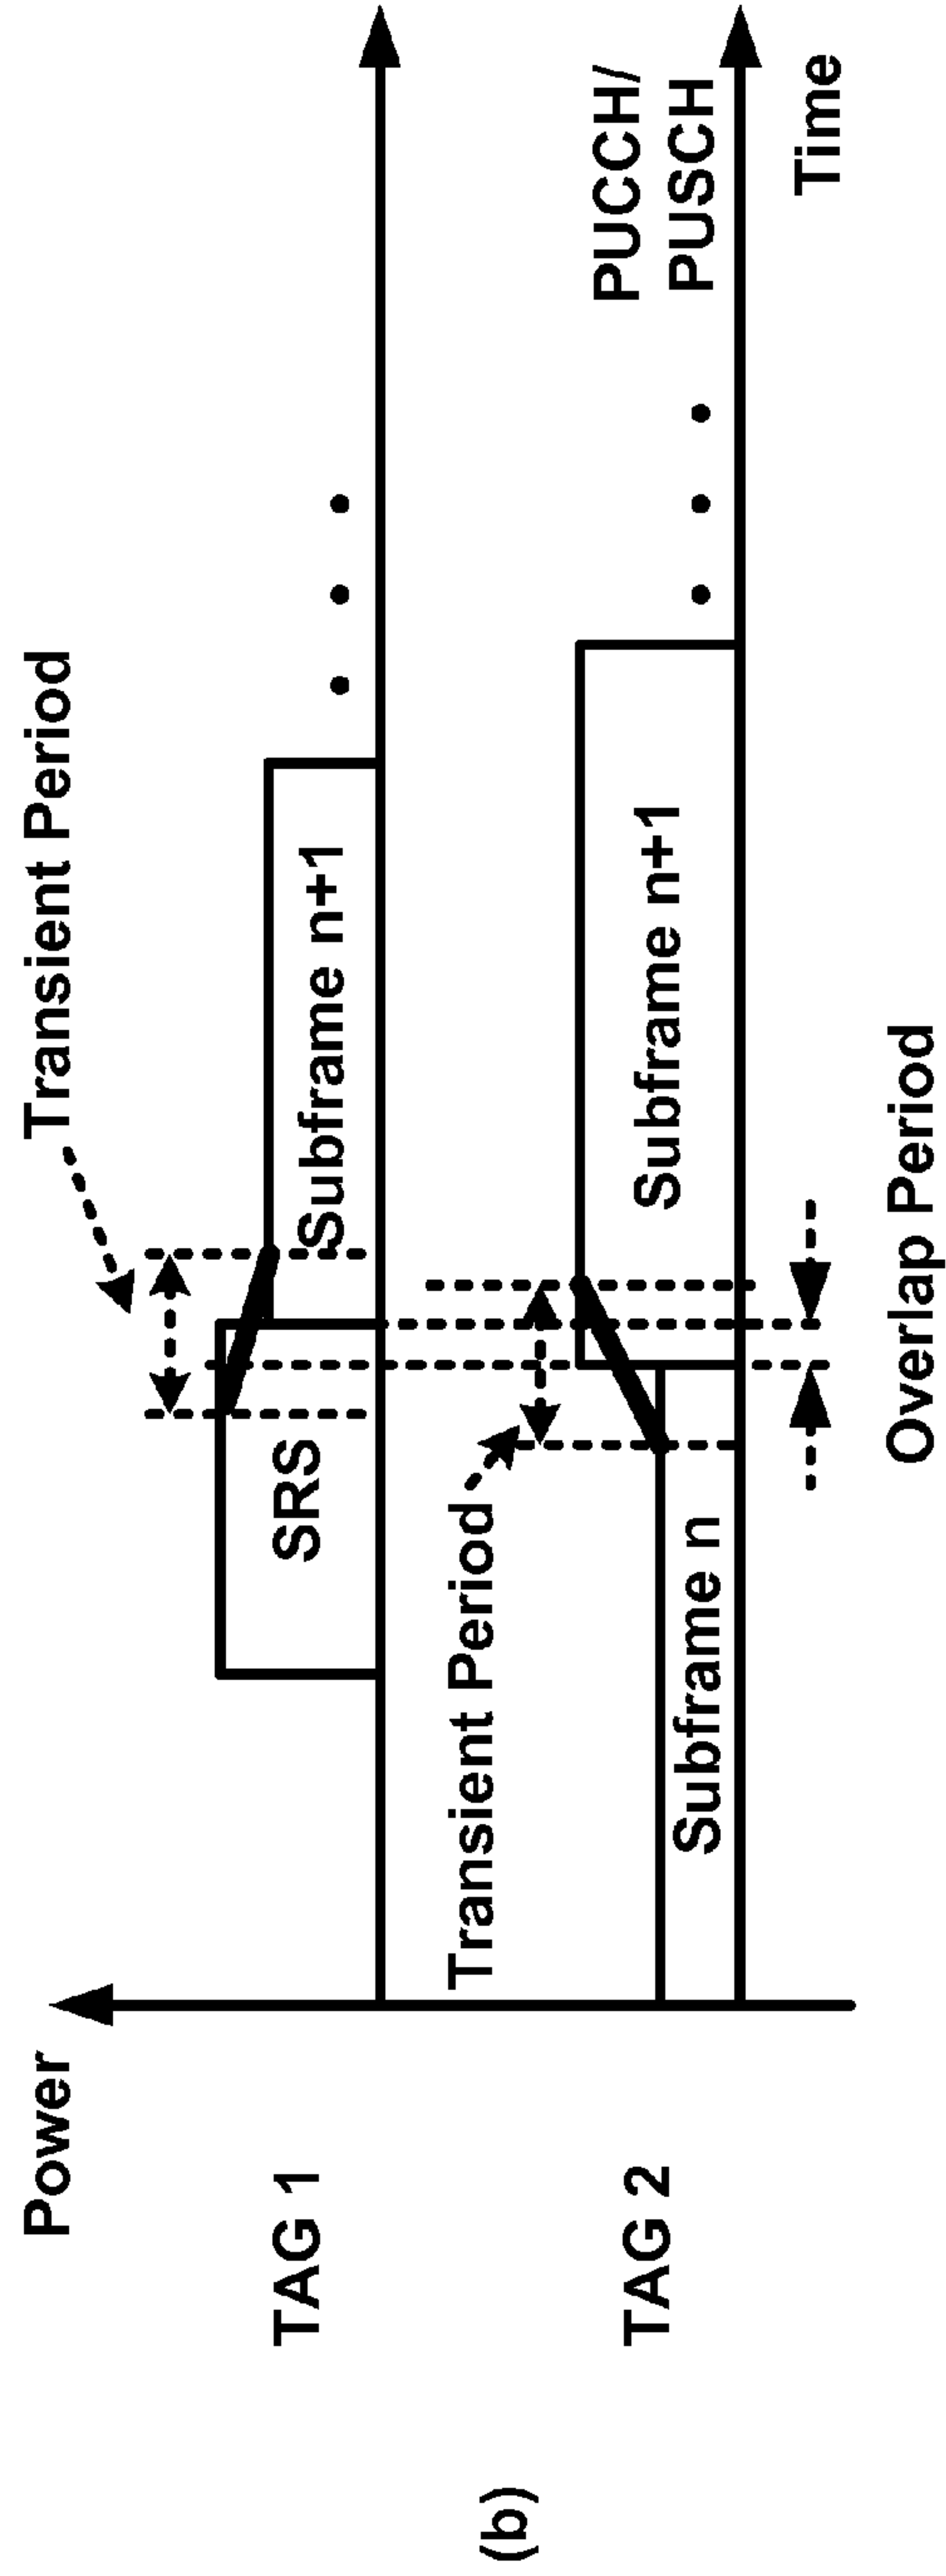 Power
Transient Period
TAG 1
SRS
Subframe n+1
Transient Period
TAG 2
Subframe n
Subframe n+1
PUCCH/
PUSCH
Time
Overlap Period
(b)